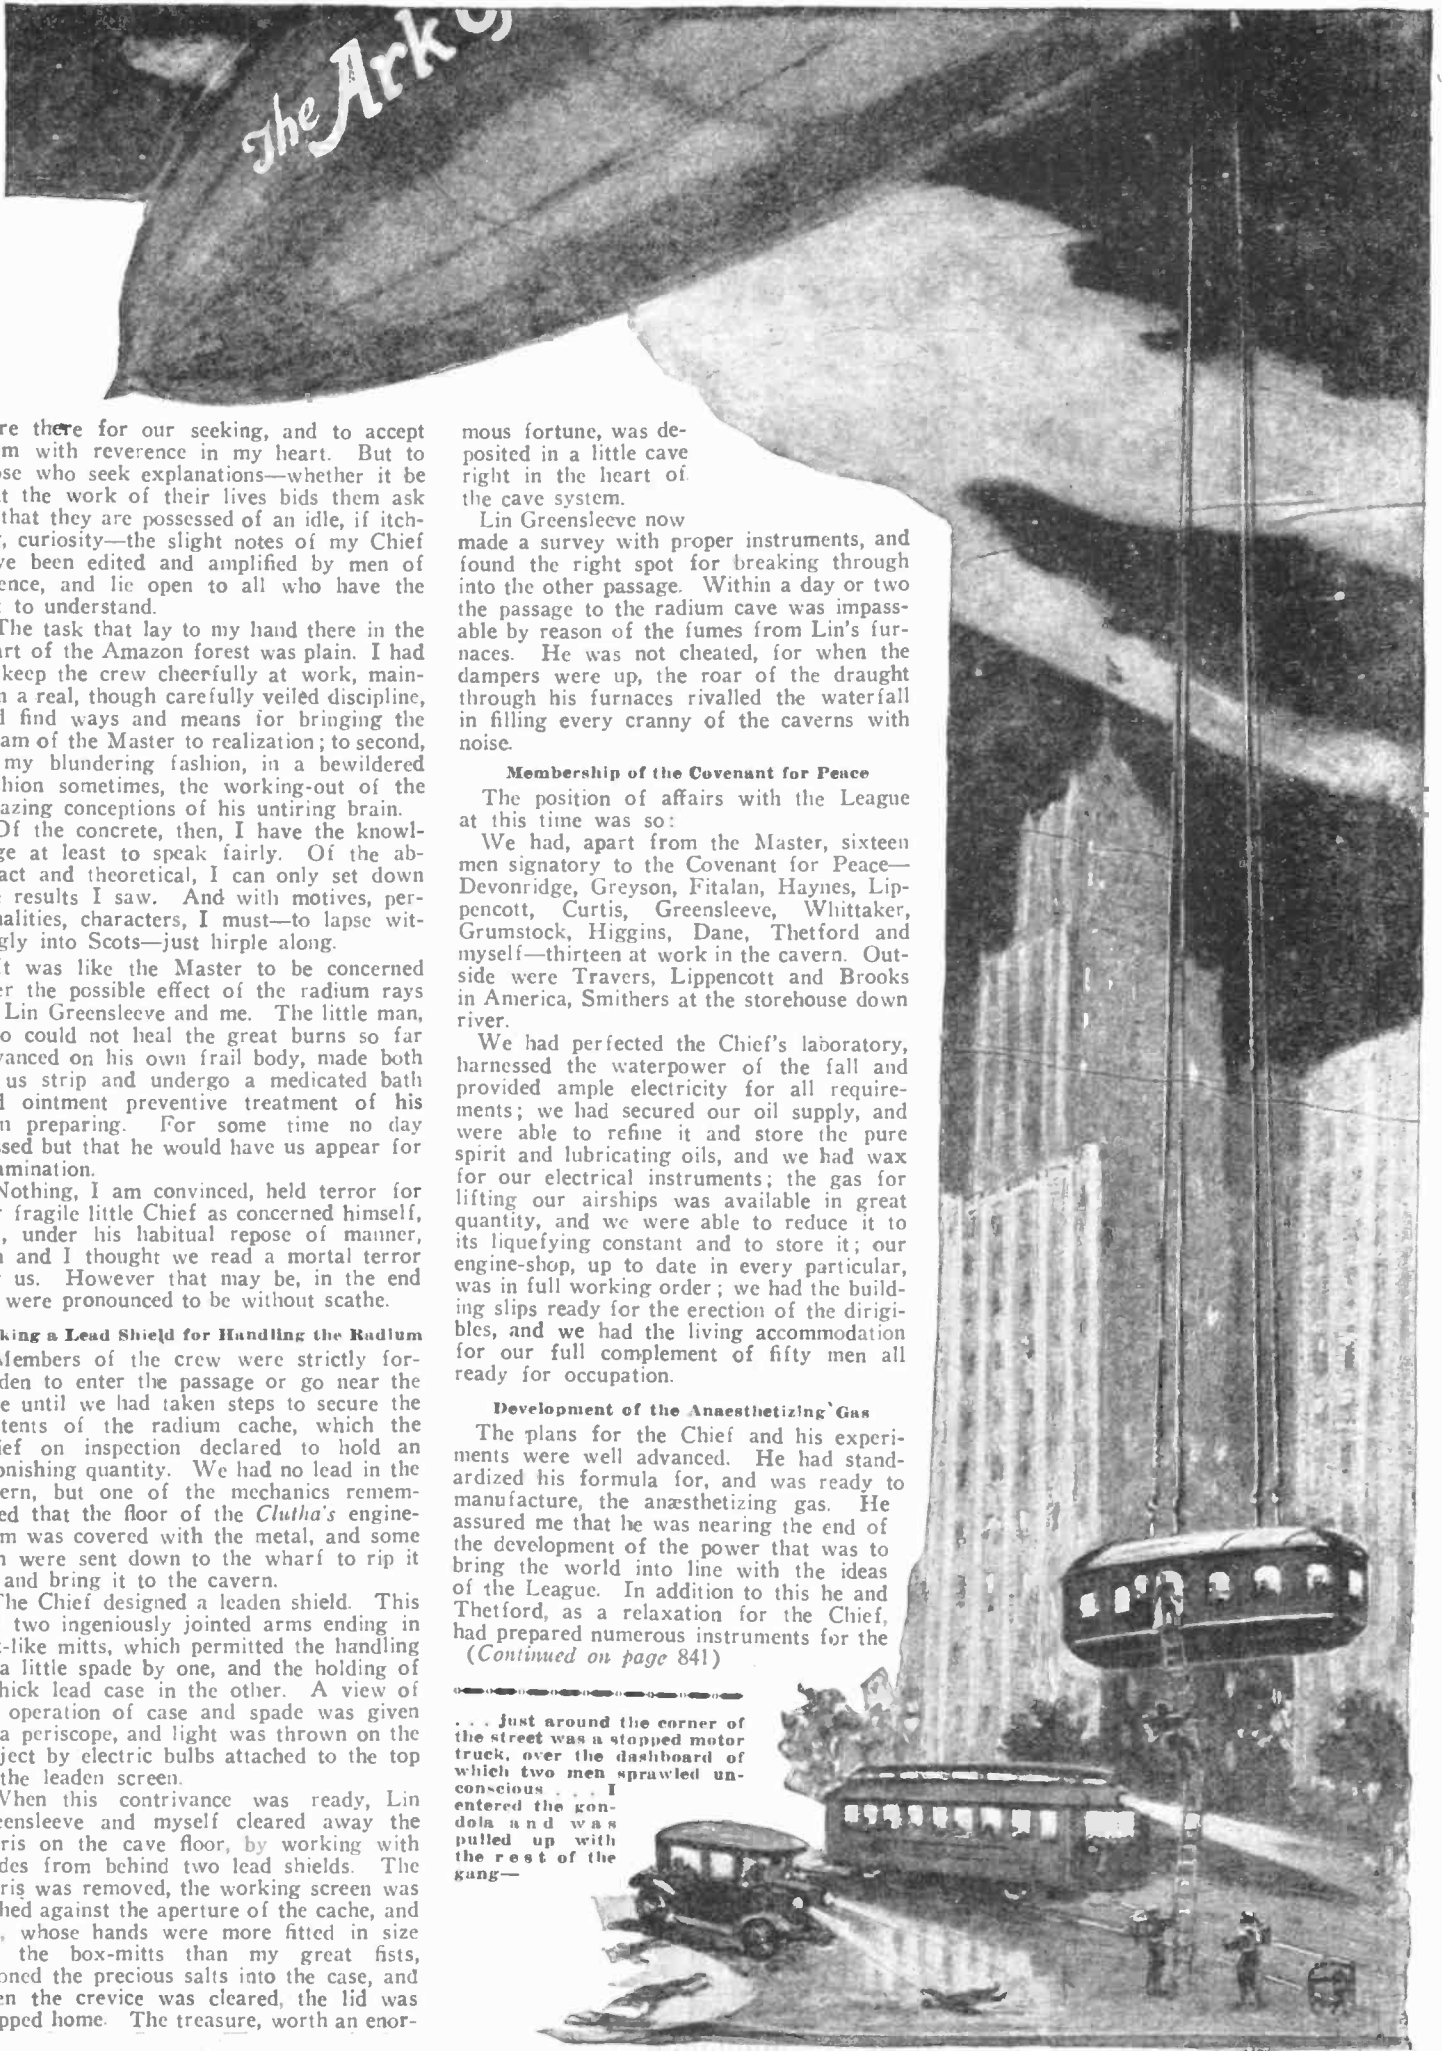 The Ark of
re there for our seeking, and to accept
m with reverence in my heart. But to
ose who seek explanations—whether it be
t the work of their lives bids them ask
that they are possessed of an idle, if itch-
, curiosity—the slight notes of my Chief
ve been edited and amplified by men of
ence, and lie open to all who have the
t to understand.
The task that lay to my hand there in the
art of the Amazon forest was plain. I had
keep the crew cheerfully at work, main-
n a real, though carefully veiled discipline,
d find ways and means for bringing the
am of the Master to realization; to second,
my blundering fashion, in a bewildered
hion sometimes, the working-out of the
azing conceptions of his untiring brain.
Of the concrete, then, I have the knowl-
ge at least to speak fairly. Of the ab-
act and theoretical, I can only set down
e results I saw. And with motives, per-
nalities, characters, I must—to lapse wit-
gly into Scots—just hirple along.
It was like the Master to be concerned
er the possible effect of the radium rays
Lin Greensleeve and me. The little man,
o could not heal the great burns so far
vanced on his own frail body, made both
us strip and undergo a medicated bath
d ointment preventive treatment of his
n preparing. For some time no day
ssed but that he would have us appear for
amination.
Nothing, I am convinced, held terror for
r fragile little Chief as concerned himself,
, under his habitual repose of manner,
n and I thought we read a mortal terror
r us. However that may be, in the end
were pronounced to be without scathe.
king a Lead Shield for Handling the Radium
Members of the crew were strictly for-
den to enter the passage or go near the
e until we had taken steps to secure the
tents of the radium cache, which the
ief on inspection declared to hold an
onishing quantity. We had no lead in the
ern, but one of the mechanics remem-
ed that the floor of the Clutha's engine-
m was covered with the metal, and some
n were sent down to the wharf to rip it
and bring it to the cavern.
The Chief designed a leaden shield. This
two ingeniously jointed arms ending in
x-like mitts, which permitted the handling
a little spade by one, and the holding of
hick lead case in the other. A view of
operation of case and spade was given
a periscope, and light was thrown on the
ject by electric bulbs attached to the top
the leaden screen.
When this contrivance was ready, Lin
eensleeve and myself cleared away the
ris on the cave floor, by working with
des from behind two lead shields. The
ris was removed, the working screen was
hed against the aperture of the cache, and
, whose hands were more fitted in size
the box-mitts than my great fists,
oned the precious salts into the case, and
en the crevice was cleared, the lid was
pped home. The treasure, worth an enor-
mous fortune, was de-
posited in a little cave
right in the heart of
the cave system.
Lin Greensleeve now
made a survey with proper instruments, and
found the right spot for breaking through
into the other passage. Within a day or two
the passage to the radium cave was impass-
able by reason of the fumes from Lin's fur-
naces. He was not cheated, for when the
dampers were up, the roar of the draught
through his furnaces rivalled the waterfall
in filling every cranny of the caverns with
noise.
Membership of the Covenant for Peace
The position of affairs with the League
at this time was so:
We had, apart from the Master, sixteen
men signatory to the Covenant for Peace—
Devonridge, Greyson, Fitalan, Haynes, Lip-
pencott, Curtis, Greensleeve, Whittaker,
Grumstock, Higgins, Dane, Thetford and
myself—thirteen at work in the cavern. Out-
side were Travers, Lippencott and Brooks
in America, Smithers at the storehouse down
river.
We had perfected the Chief's laboratory,
harnessed the waterpower of the fall and
provided ample electricity for all require-
ments; we had secured our oil supply, and
were able to refine it and store the pure
spirit and lubricating oils, and we had wax
for our electrical instruments; the gas for
lifting our airships was available in great
quantity, and we were able to reduce it to
its liquefying constant and to store it; our
engine-shop, up to date in every particular,
was in full working order; we had the build-
ing slips ready for the erection of the dirigi-
bles, and we had the living accommodation
for our full complement of fifty men all
ready for occupation.
Development of the Anaesthetizing Gas
The plans for the Chief and his experi-
ments were well advanced. He had stand-
ardized his formula for, and was ready to
manufacture, the anæsthetizing gas. He
assured me that he was nearing the end of
the development of the power that was to
bring the world into line with the ideas
of the League. In addition to this he and
Thetford, as a relaxation for the Chief,
had prepared numerous instruments for the
(Continued on page 841)
. . . just around the corner of
the street was a stopped motor
truck, over the dashboard of
which two men sprawled un-
conscious . . . I
entered the gon-
dola and was
pulled up with
the rest of the
gang—